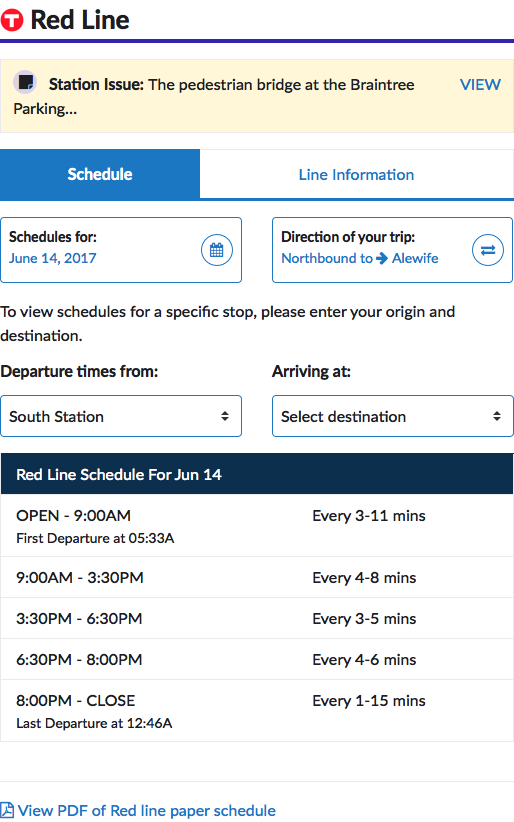 T Red Line
Station Issue: The pedestrian bridge at the Braintree VIEW
Parking...
Schedule Line Information
Schedules for: Direction of your trip:
June 14, 2017 Northbound to → Alewife
To view schedules for a specific stop, please enter your origin and
destination.
Departure times from: Arriving at:
South Station Select destination
Red Line Schedule For Jun 14
OPEN - 9:00AM Every 3-11 mins
First Departure at 05:33A
9:00AM - 3:30PM Every 4-8 mins
3:30PM - 6:30PM Every 3-5 mins
6:30PM - 8:00PM Every 4-6 mins
8:00PM - CLOSE Every 1-15 mins
Last Departure at 12:46A
View PDF of Red line paper schedule